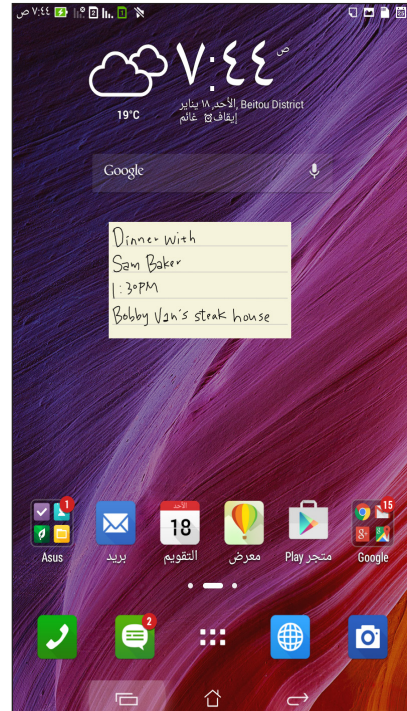 ٧:٤٤ ص
٧:٤٤ ص
19°C
الأحد, ١٨ يناير, Beitou District
إيقاف غائم
Google
Dinner with
Sam Baker
1:30PM
Bobby Van's steak house
1
15
الأحد
18
Asus
بريد
التقويم
معرض
متجر Play
Google
2